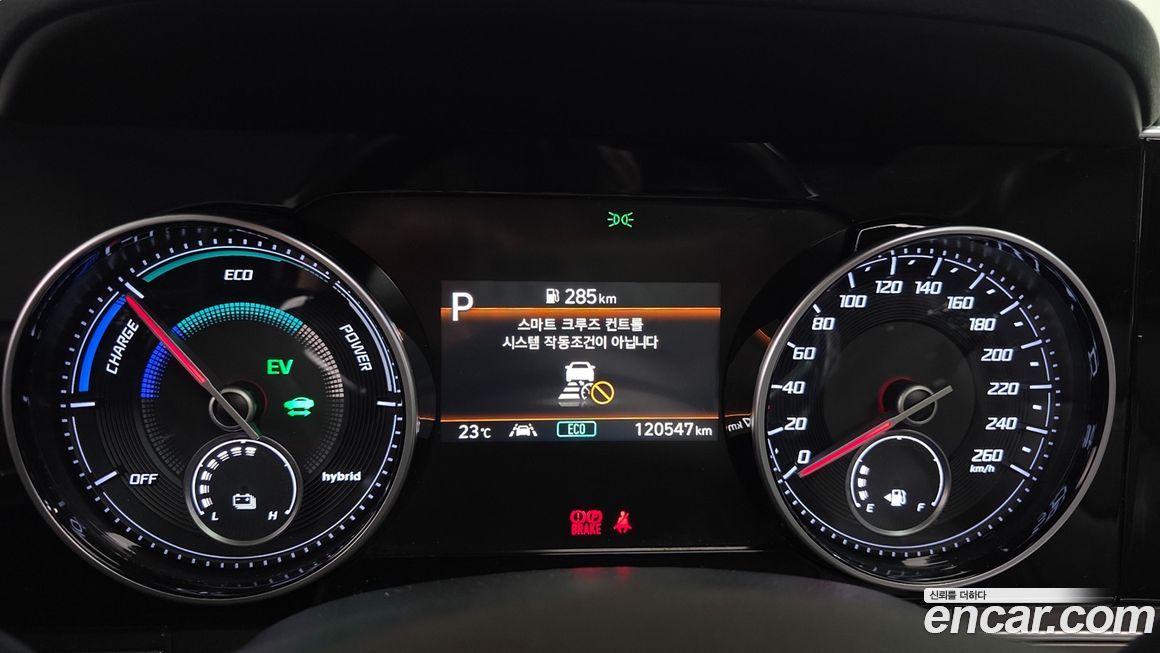 ECO
CHARGE
POWER
EV
OFF
hybrid
L
H
P
285km
스마트 크루즈 컨트롤
시스템 작동조건이 아닙니다
23℃
ECO
120547km
BRAKE
0
20
40
60
80
100
120
140
160
180
200
220
240
260
km/h
E
F
신뢰를 더하다
encar.com